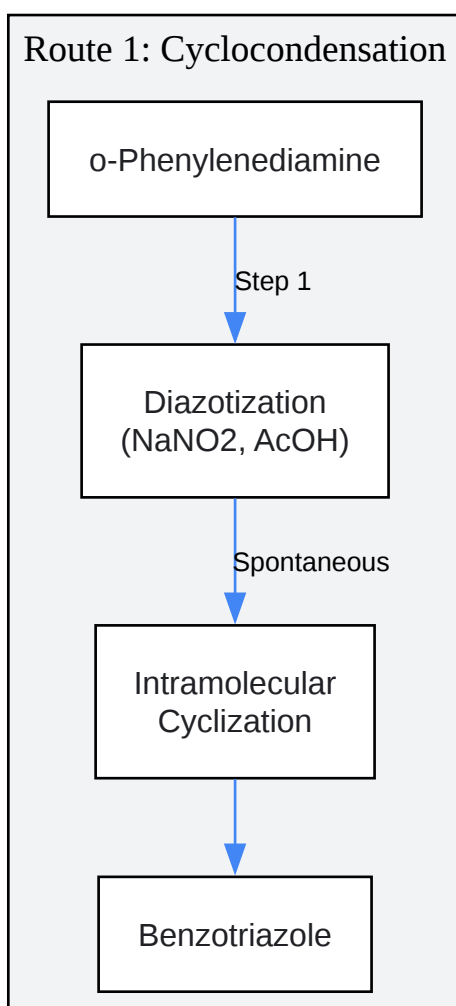 Route 1: Cyclocondensation
o-Phenylenediamine
Step 1
Diazotization
(NaNO2, AcOH)
Spontaneous
Intramolecular
Cyclization
Benzotriazole